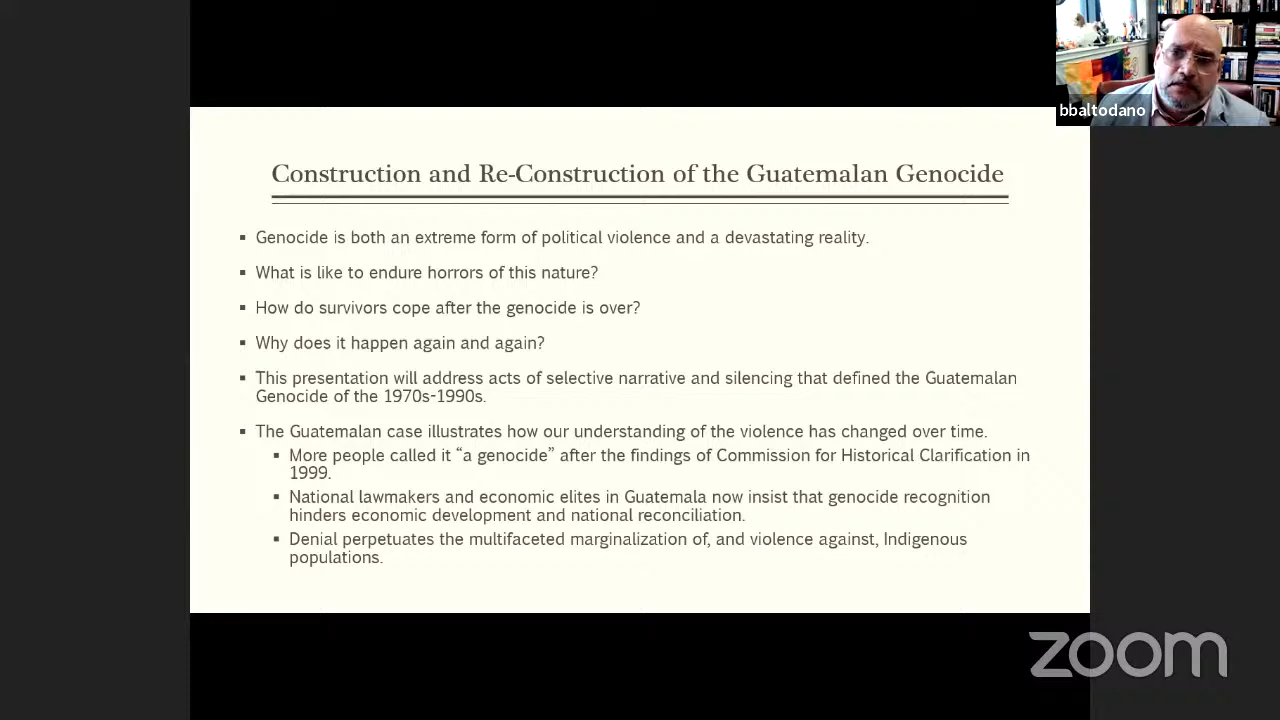 bbaltodano
Construction and Re-Construction of the Guatemalan Genocide
▪ Genocide is both an extreme form of political violence and a devastating reality.
▪ What is like to endure horrors of this nature?
▪ How do survivors cope after the genocide is over?
▪ Why does it happen again and again?
▪ This presentation will address acts of selective narrative and silencing that defined the Guatemalan
Genocide of the 1970s-1990s.
▪ The Guatemalan case illustrates how our understanding of the violence has changed over time.
▪ More people called it “a genocide” after the findings of Commission for Historical Clarification in
1999.
▪ National lawmakers and economic elites in Guatemala now insist that genocide recognition
hinders economic development and national reconciliation.
▪ Denial perpetuates the multifaceted marginalization of, and violence against, Indigenous
populations.
zoom